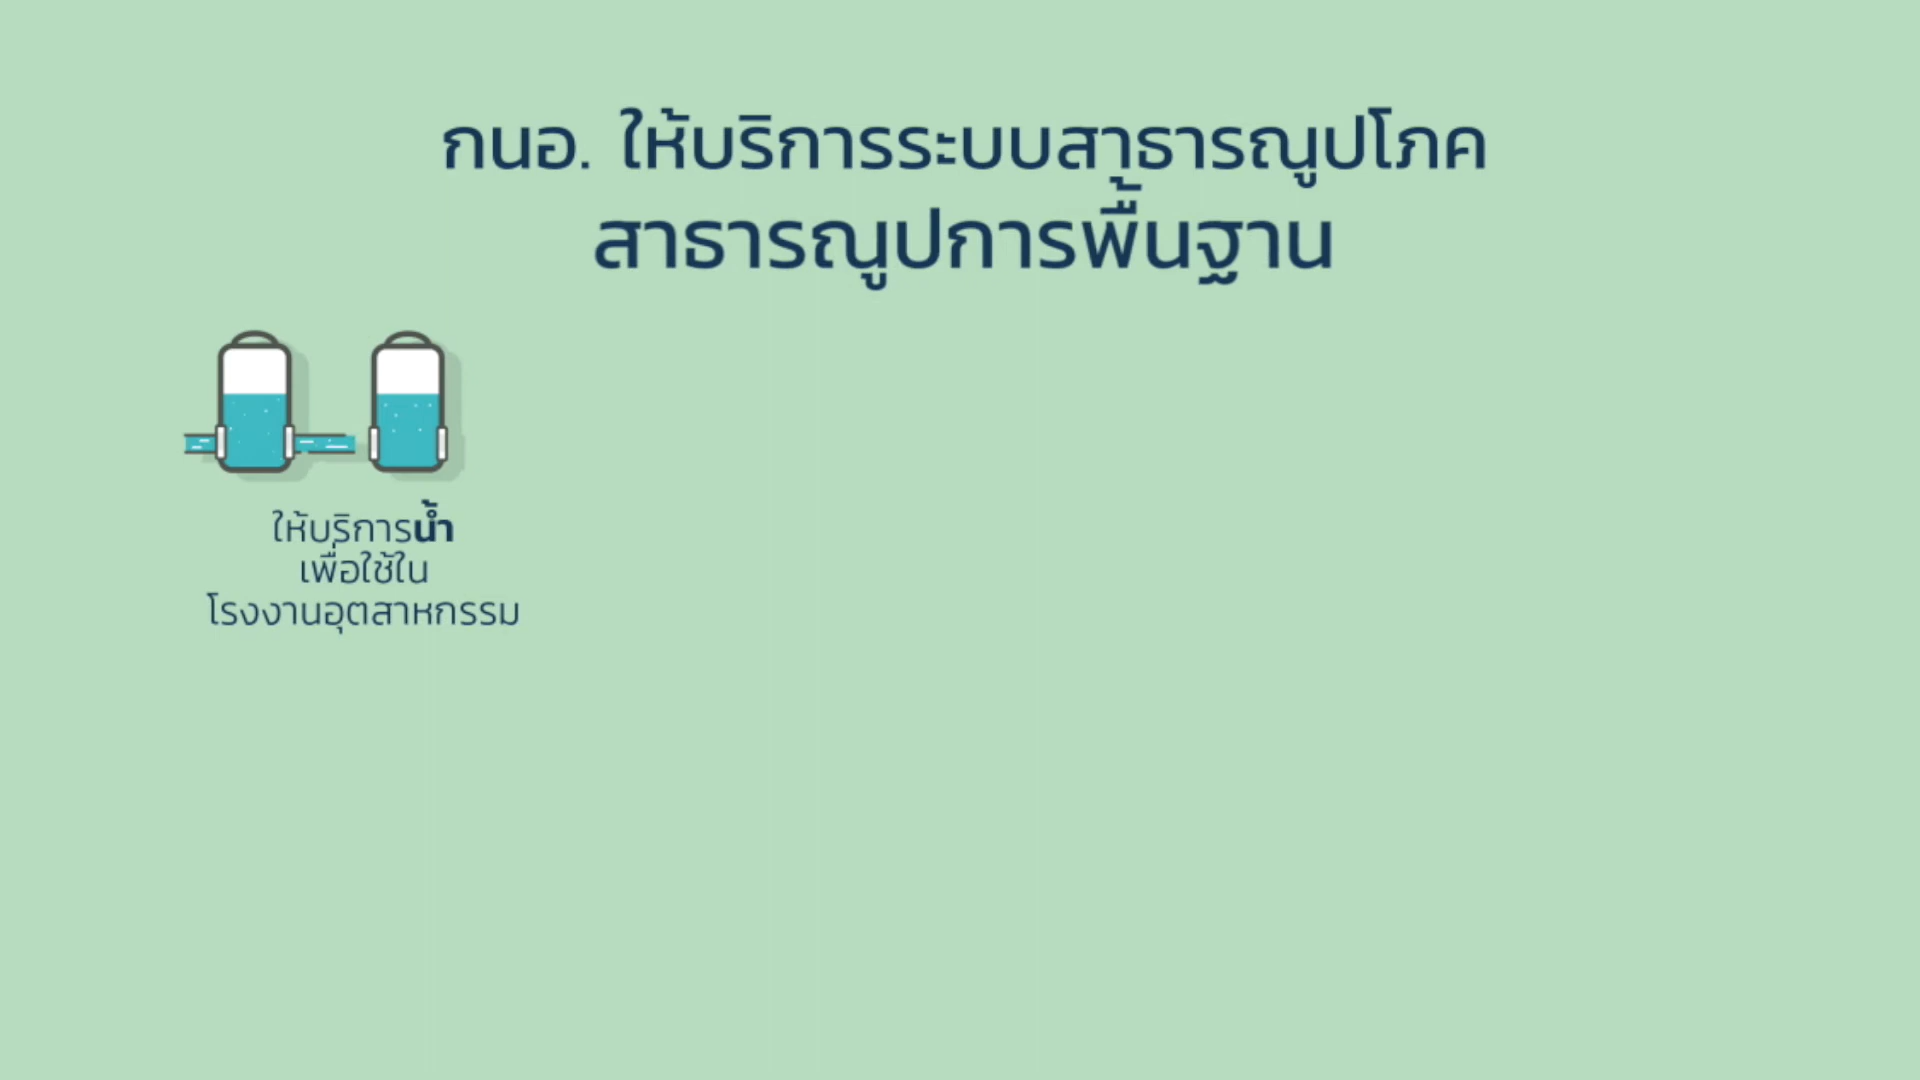 กนอ. ให้บริการระบบสาธารณูปโภค
สาธารณูปการพื้นฐาน
ให้บริการน้ำ
เพื่อใช้ใน
โรงงานอุตสาหกรรม